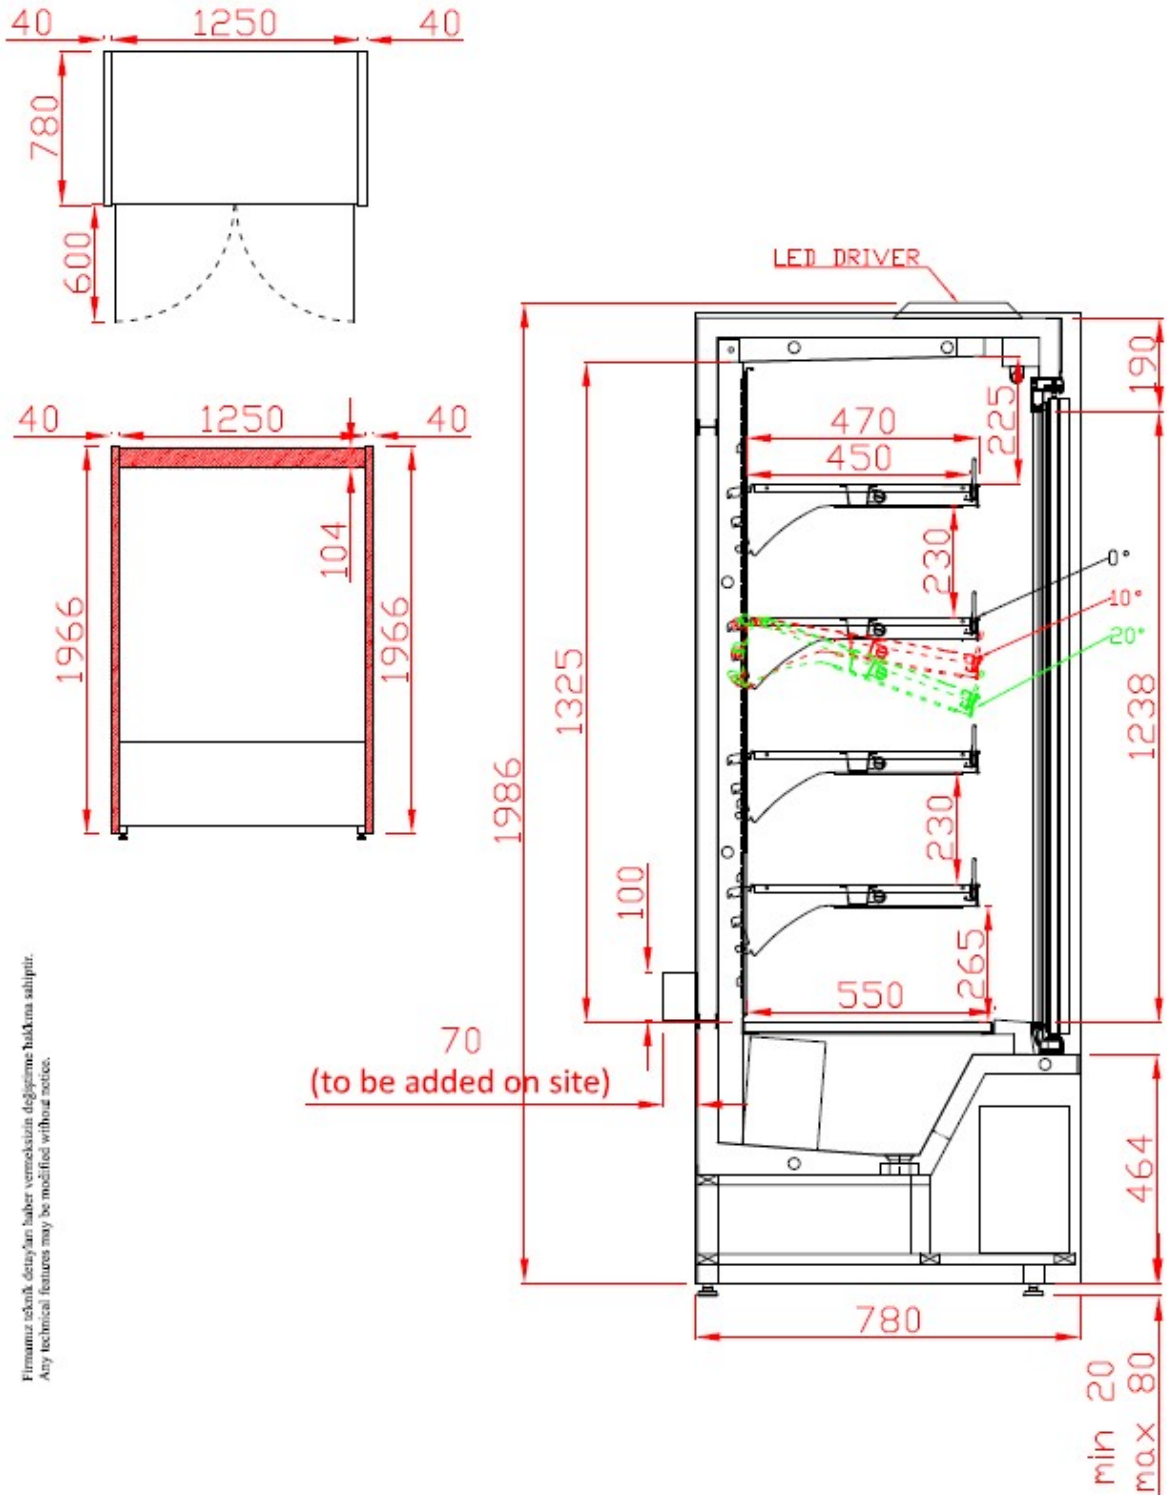 40 1250 40
780
600
LED DRIVER
40 1250 40
104
1966
1966
190
225
470
450
230
0°
10°
20°
1325
1238
1986
230
100
265
550
70
(to be added on site)
464
780
min 20
max 80
Firmamız teknik detayları haber vermeksizin değiştirme hakkına sahiptir.
Any technical features may be modified without notice.